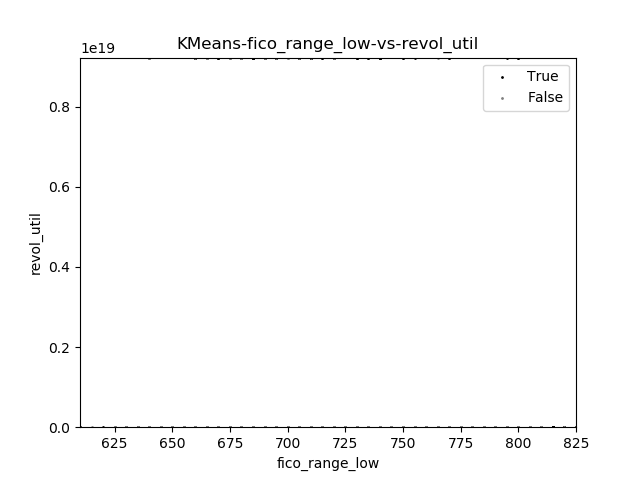 KMeans-fico_range_low-vs-revol_util
1e19
True
False
0.8
0.6
0.4
0.2
0.0
revol_util
625 650 675 700 725 750 775 800 825
fico_range_low